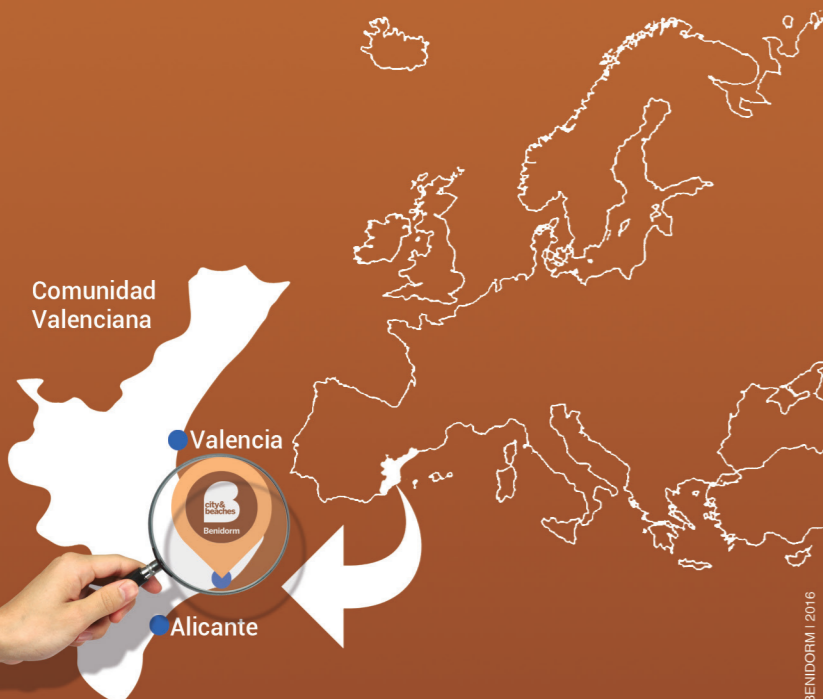 Comunidad
Valenciana
Valencia
city&
beaches
Benidorm
Alicante
BENIDORM | 2016